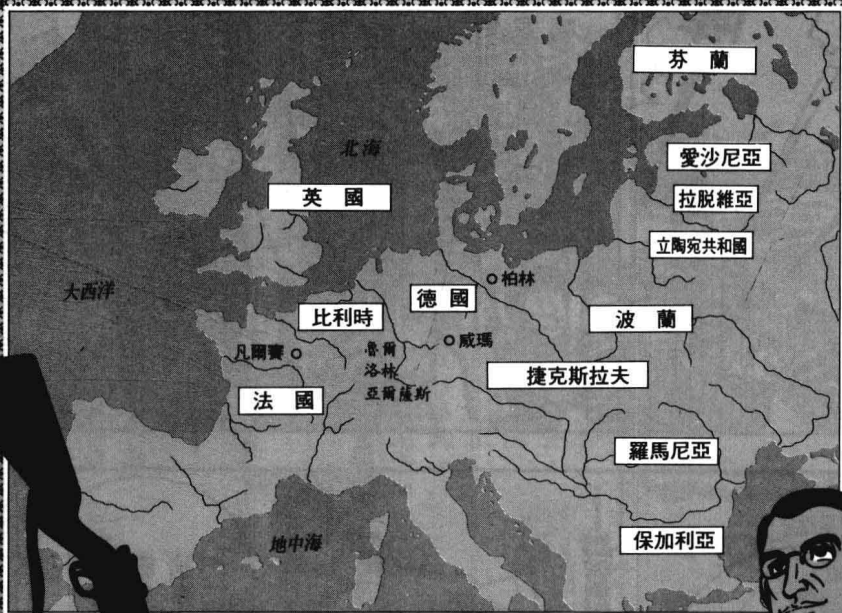 芬蘭
北海
愛沙尼亞
英國
拉脱維亞
立陶宛共和國
大西洋
柏林
德國
比利時
波蘭
凡爾賽
魯爾
威瑪
洛林
捷克斯拉夫
亞爾薩斯
法國
羅馬尼亞
地中海
保加利亞